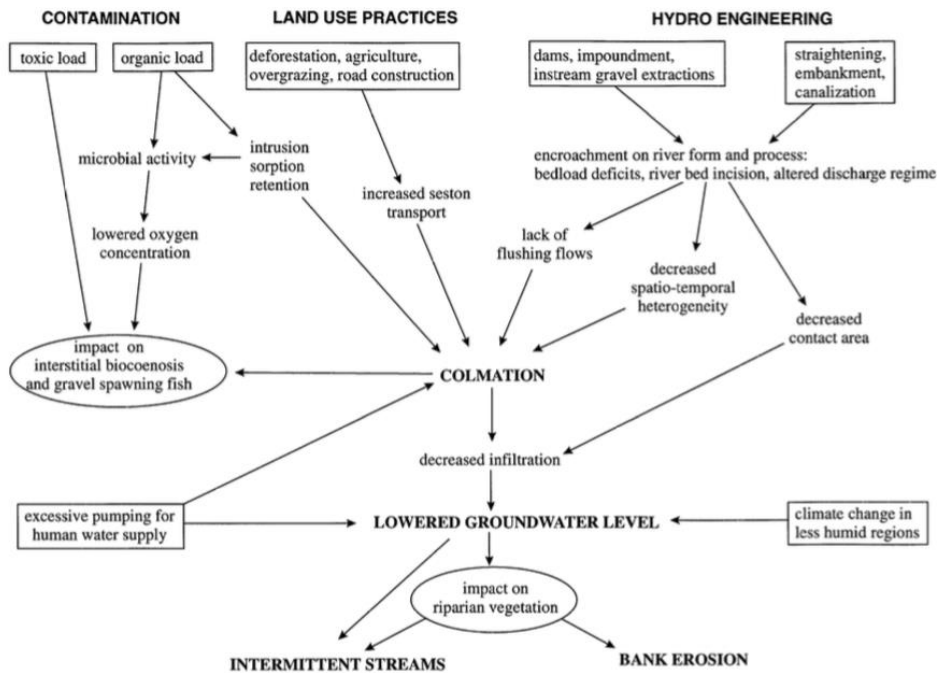 CONTAMINATION
LAND USE PRACTICES
HYDRO ENGINEERING
toxic load
organic load
deforestation, agriculture,
overgrazing, road construction
dams, impoundment,
instream gravel extractions
straightening,
embankment,
canalization
microbial activity
intrusion
sorption
retention
encroachment on river form and process:
bedload deficits, river bed incision, altered discharge regime
increased seston
transport
lowered oxygen
concentration
lack of
flushing flows
decreased
spatio-temporal
heterogeneity
decreased
contact area
impact on
interstitial biocoenosis
and gravel spawning fish
COLMATION
decreased infiltration
excessive pumping for
human water supply
LOWERED GROUNDWATER LEVEL
climate change in
less humid regions
impact on
riparian vegetation
INTERMITTENT STREAMS
BANK EROSION